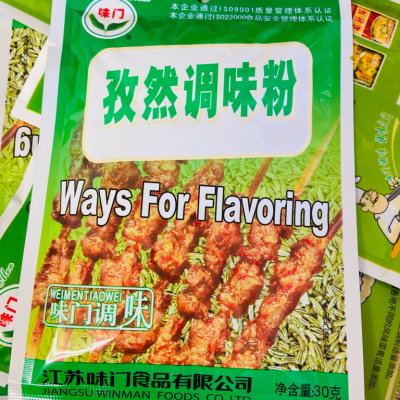 味门
本企业通过ISO9001质量管理体系认证
本企业通过ISO22000食品安全管理体系认证
孜然调味粉
Ways For Flavoring
WEIMENTIAOWEI
味门调味
江苏味门食品有限公司
JIANGSU WINMAN FOODS CO.,LTD
净含量:30克